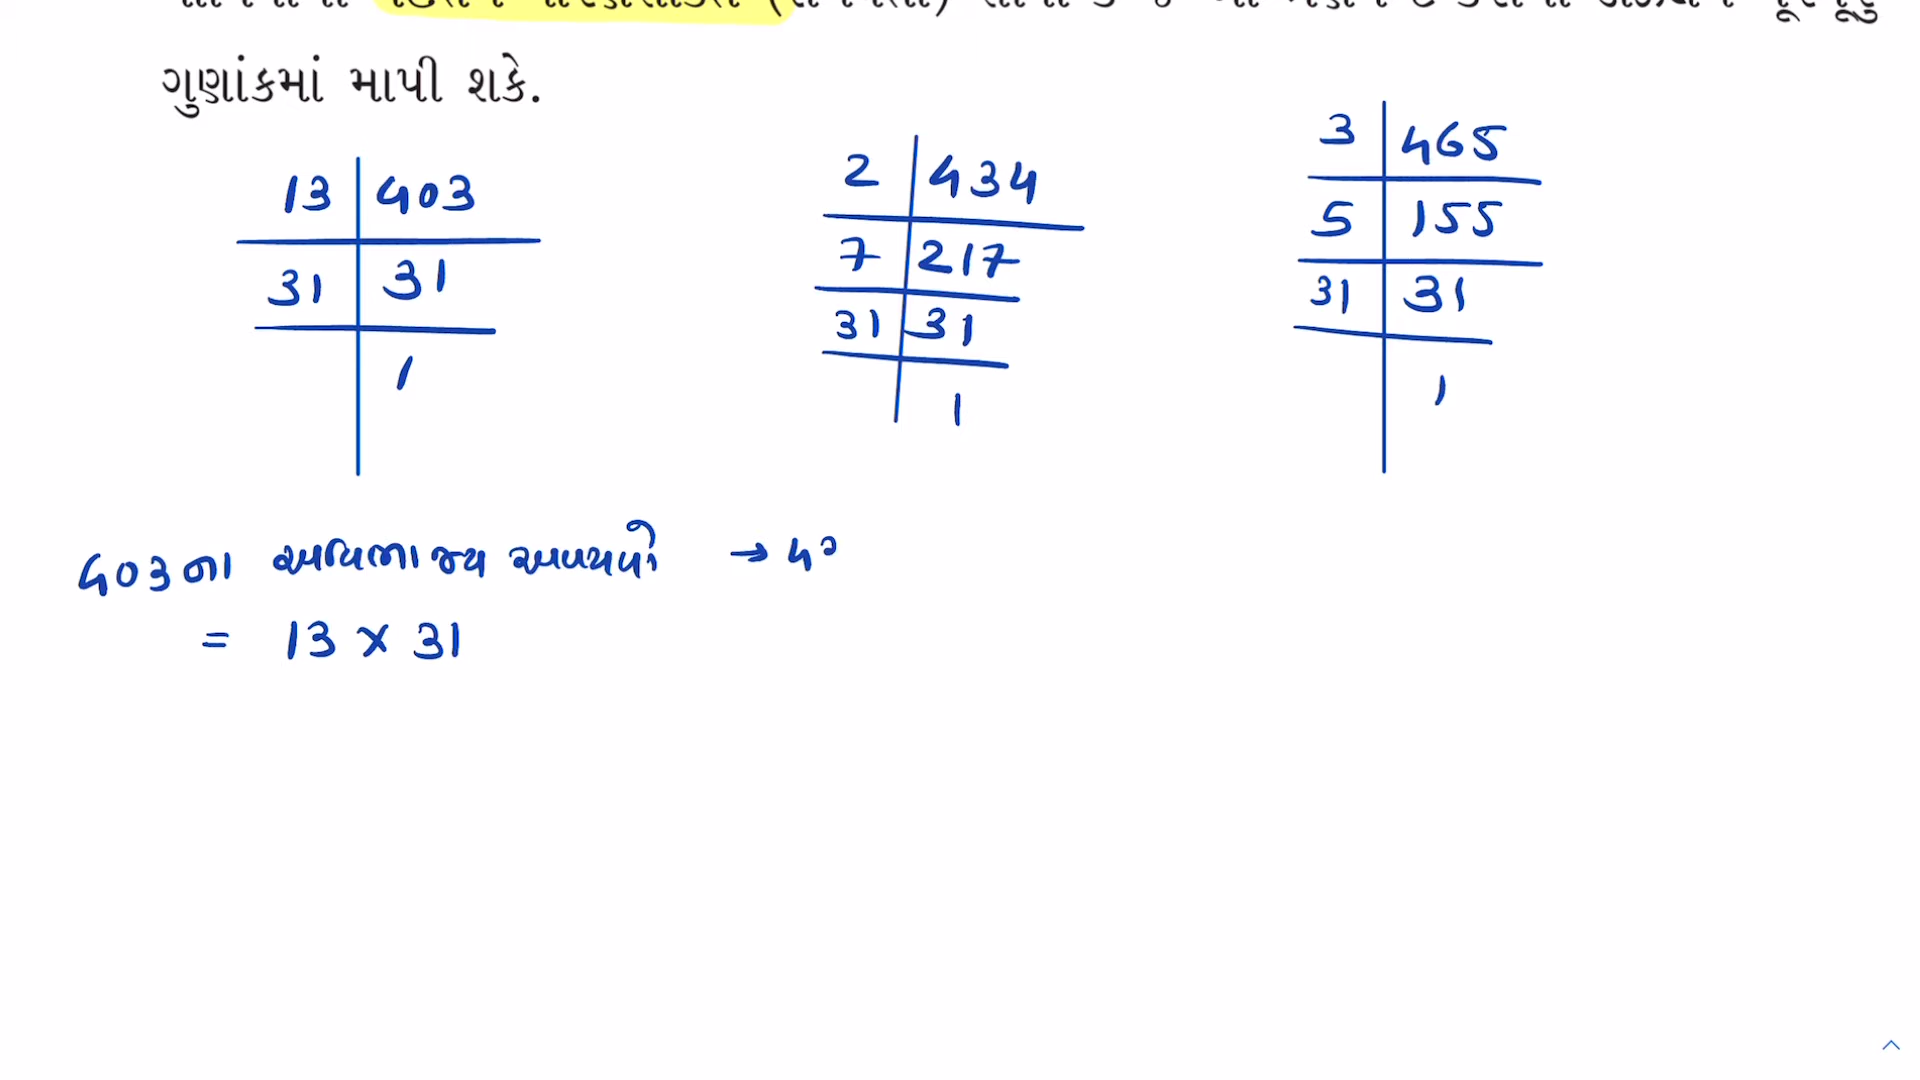 ગુણાંકમાં માપી શકે.
13 | 403
31 | 31
1
2 | 434
7 | 217
31 | 31
1
3 | 465
5 | 155
31 | 31
1
403ના અવિભાજ્ય અવયવો → 4
= 13 x 31